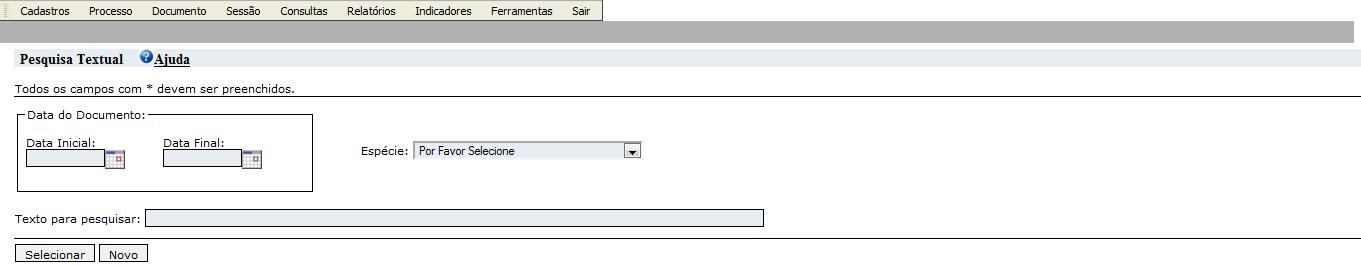 Cadastros Processo Documento Sessão Consultas Relatórios Indicadores Ferramentas Sair
Pesquisa Textual ? Ajuda
Todos os campos com * devem ser preenchidos.
Data do Documento:
Data Inicial: Data Final:
Espécie: Por Favor Selecione
Texto para pesquisar:
Selecionar Novo